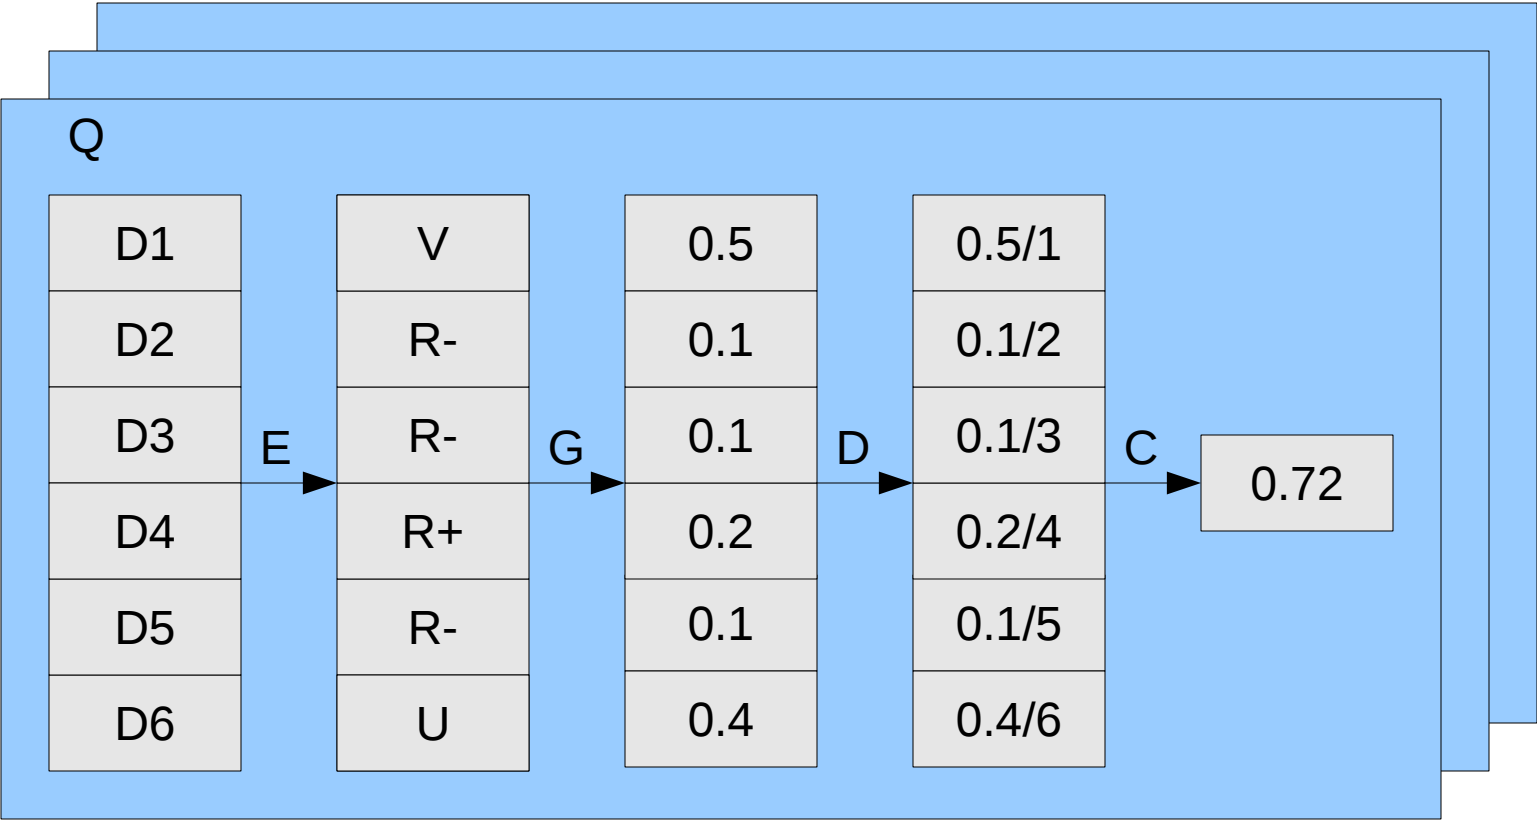 Q
D1 V 0.5 0.5/1
D2 R- 0.1 0.1/2
D3 R- 0.1 0.1/3
E G D C
0.72
D4 R+ 0.2 0.2/4
D5 R- 0.1 0.1/5
D6 U 0.4 0.4/6